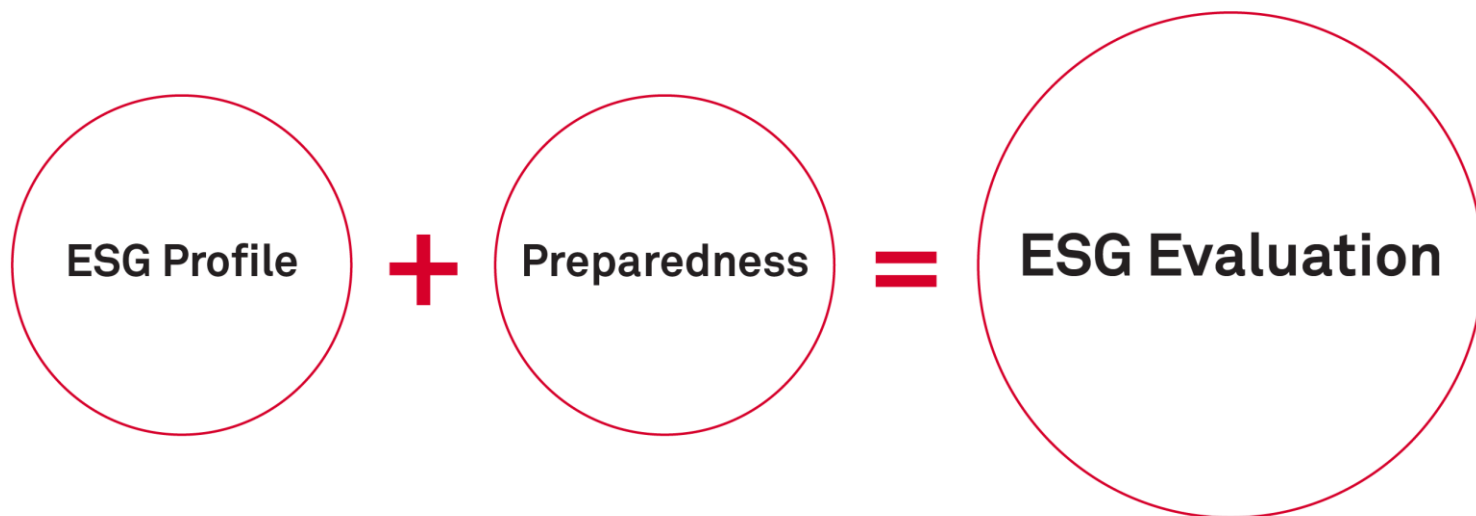 ESG Profile + Preparedness = ESG Evaluation